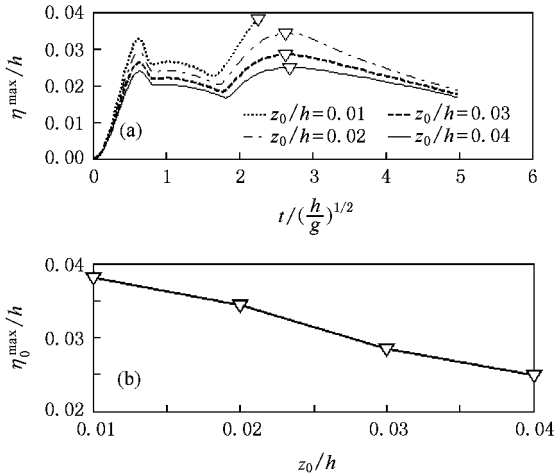 η^max/h
0.04
0.03
0.02
0.01
0.00
(a)
z₀/h=0.01
z₀/h=0.03
z₀/h=0.02
z₀/h=0.04
0 1 2 3 4 5 6
t/(h/g)^1/2
η₀^max/h
0.04
0.03
0.02
(b)
0.01 0.02 0.03 0.04
z₀/h